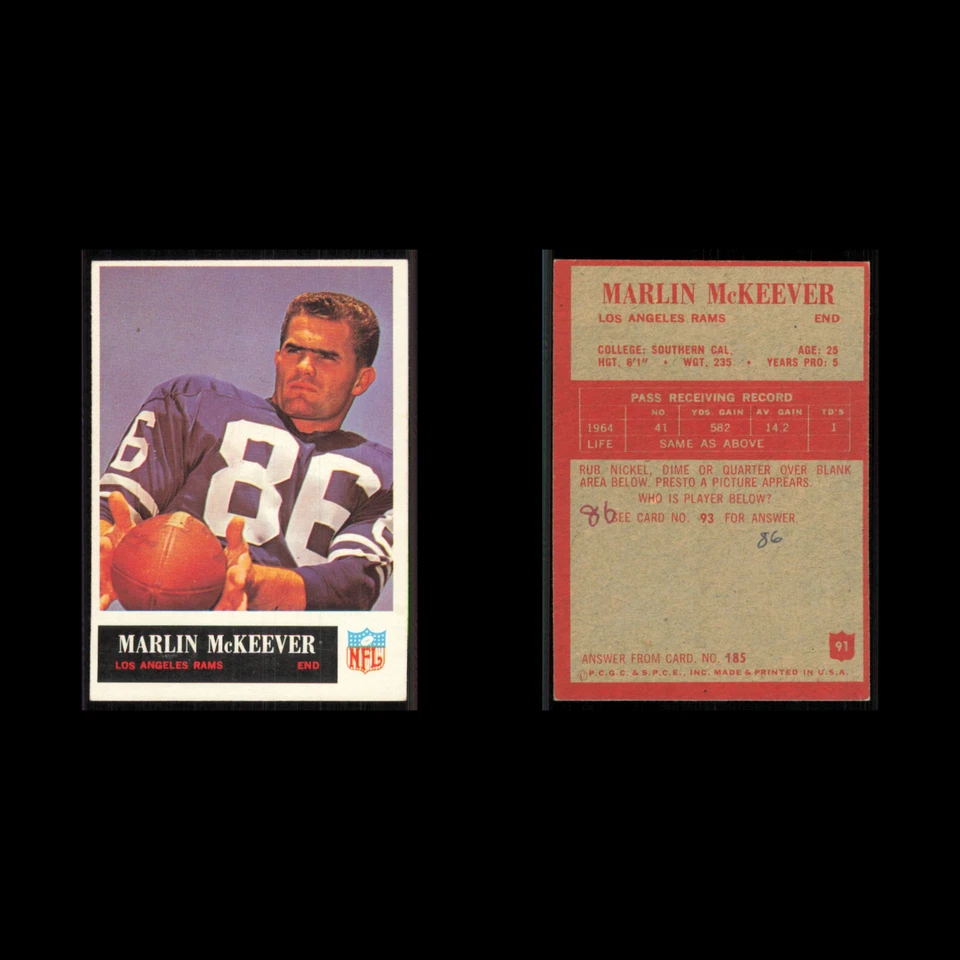 86
86
8
MARLIN McKEEVER
LOS ANGELES RAMS END
NFL
MARLIN McKEEVER
LOS ANGELES RAMS END
COLLEGE: SOUTHERN CAL. AGE: 25
HGT. 6'1" • WGT. 235 • YEARS PRO: 5
PASS RECEIVING RECORD
NO. YDS. GAIN AV GAIN TD'S
1964 41 582 14.2 1
LIFE SAME AS ABOVE
RUB NICKEL, DIME OR QUARTER OVER BLANK
AREA BELOW. PRESTO A PICTURE APPEARS.
WHO IS PLAYER BELOW?
86 SEE CARD NO. 93 FOR ANSWER
86
91
ANSWER FROM CARD. NO. 185
©P.C.G.C. & S.P.C.E., INC. MADE & PRINTED IN U.S.A.